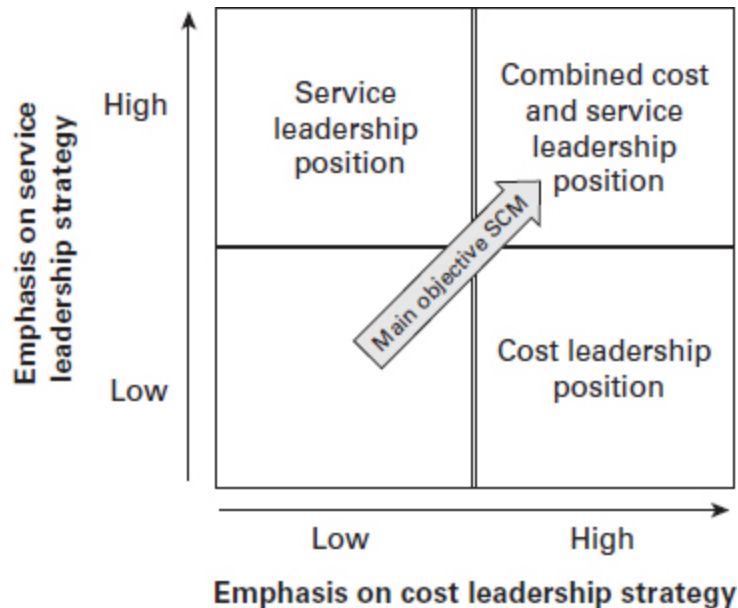 Emphasis on service
leadership strategy
High
Low
Service
leadership
position
Combined cost
and service
leadership
position
Main objective SCM
Cost leadership
position
Low
High
Emphasis on cost leadership strategy